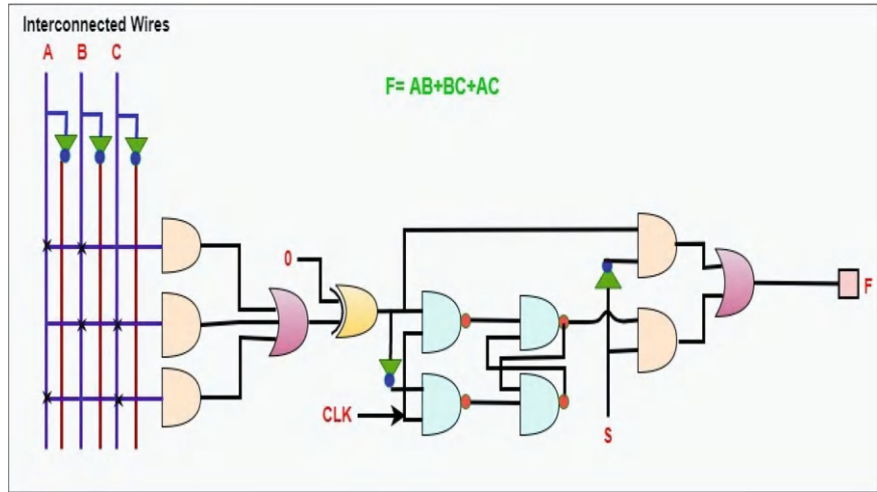 Interconnected Wires
A B C
F= AB+BC+AC
0
CLK
S
F